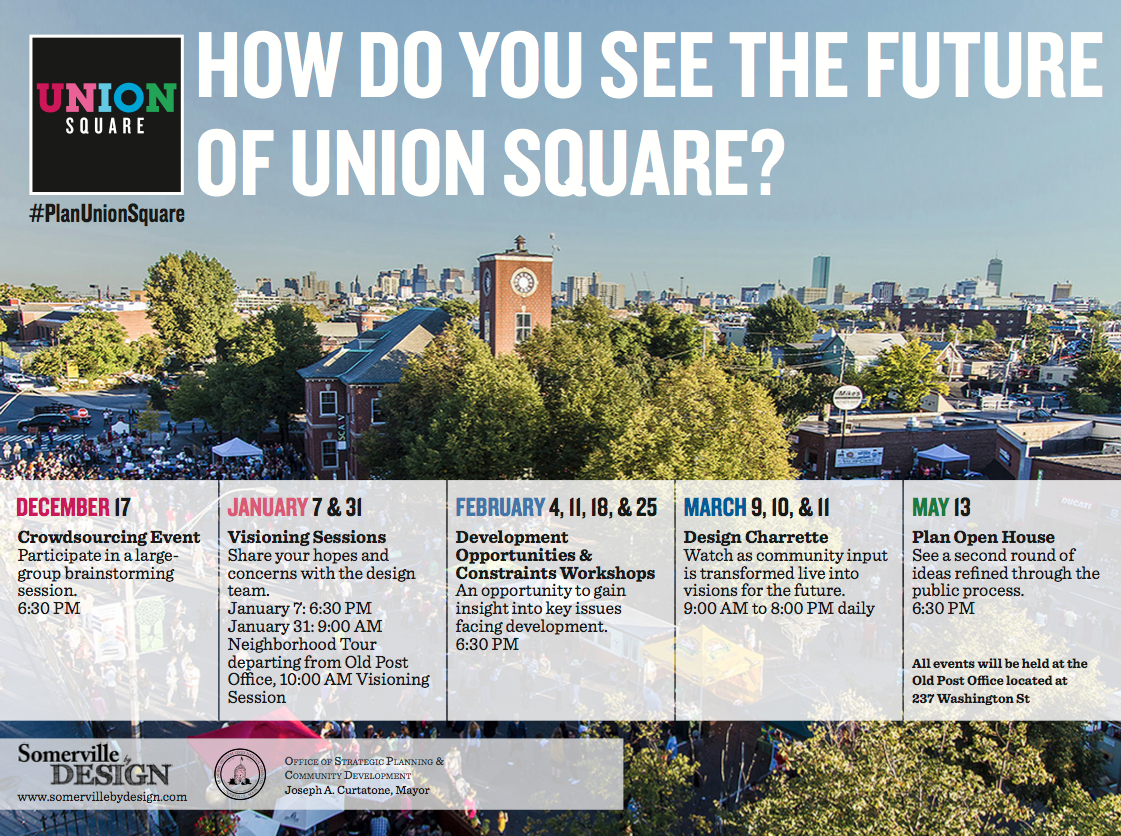 UNION
SQUARE
#PlanUnionSquare
HOW DO YOU SEE THE FUTURE
OF UNION SQUARE?
Mikes
DECEMBER 17
Crowdsourcing Event
Participate in a large-
group brainstorming
session.
6:30 PM
JANUARY 7 & 31
Visioning Sessions
Share your hopes and
concerns with the design
team.
January 7: 6:30 PM
January 31: 9:00 AM
Neighborhood Tour
departing from Old Post
Office, 10:00 AM Visioning
Session
FEBRUARY 4, 11, 18, & 25
Development
Opportunities &
Constraints Workshops
An opportunity to gain
insight into key issues
facing development.
6:30 PM
MARCH 9, 10, & 11
Design Charrette
Watch as community input
is transformed live into
visions for the future.
9:00 AM to 8:00 PM daily
MAY 13
Plan Open House
See a second round of
ideas refined through the
public process.
6:30 PM
All events will be held at the
Old Post Office located at
237 Washington St
DUCATI
Somerville
by
DESIGN
www.somervillebydesign.com
Office of Strategic Planning &
Community Development
Joseph A. Curtatone, Mayor